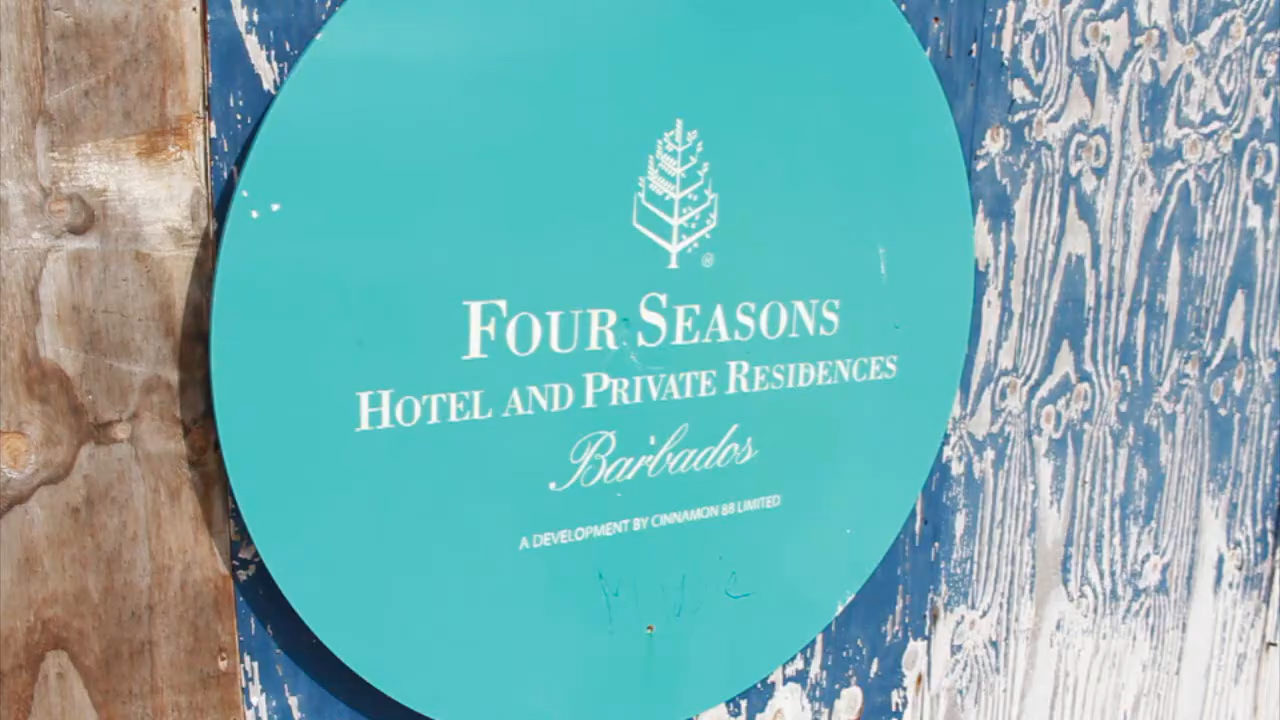 ®
FOUR SEASONS
HOTEL AND PRIVATE RESIDENCES
Barbados
A DEVELOPMENT BY CINNAMON 88 LIMITED